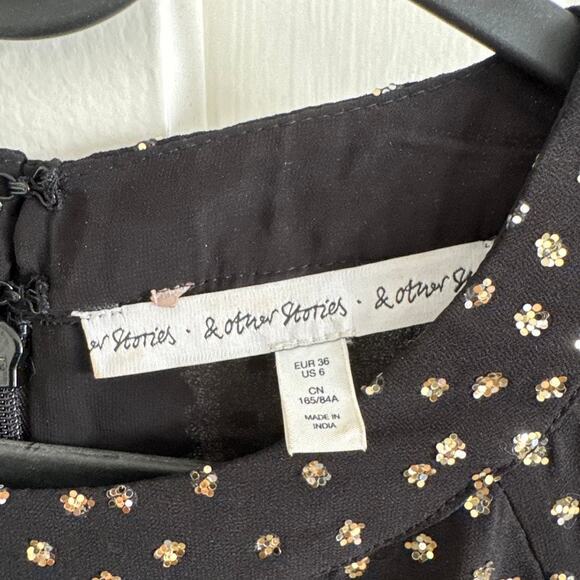 er Stories · & other Stories · & other St
EUR 36
US 6
CN
165/84A
MADE IN
INDIA